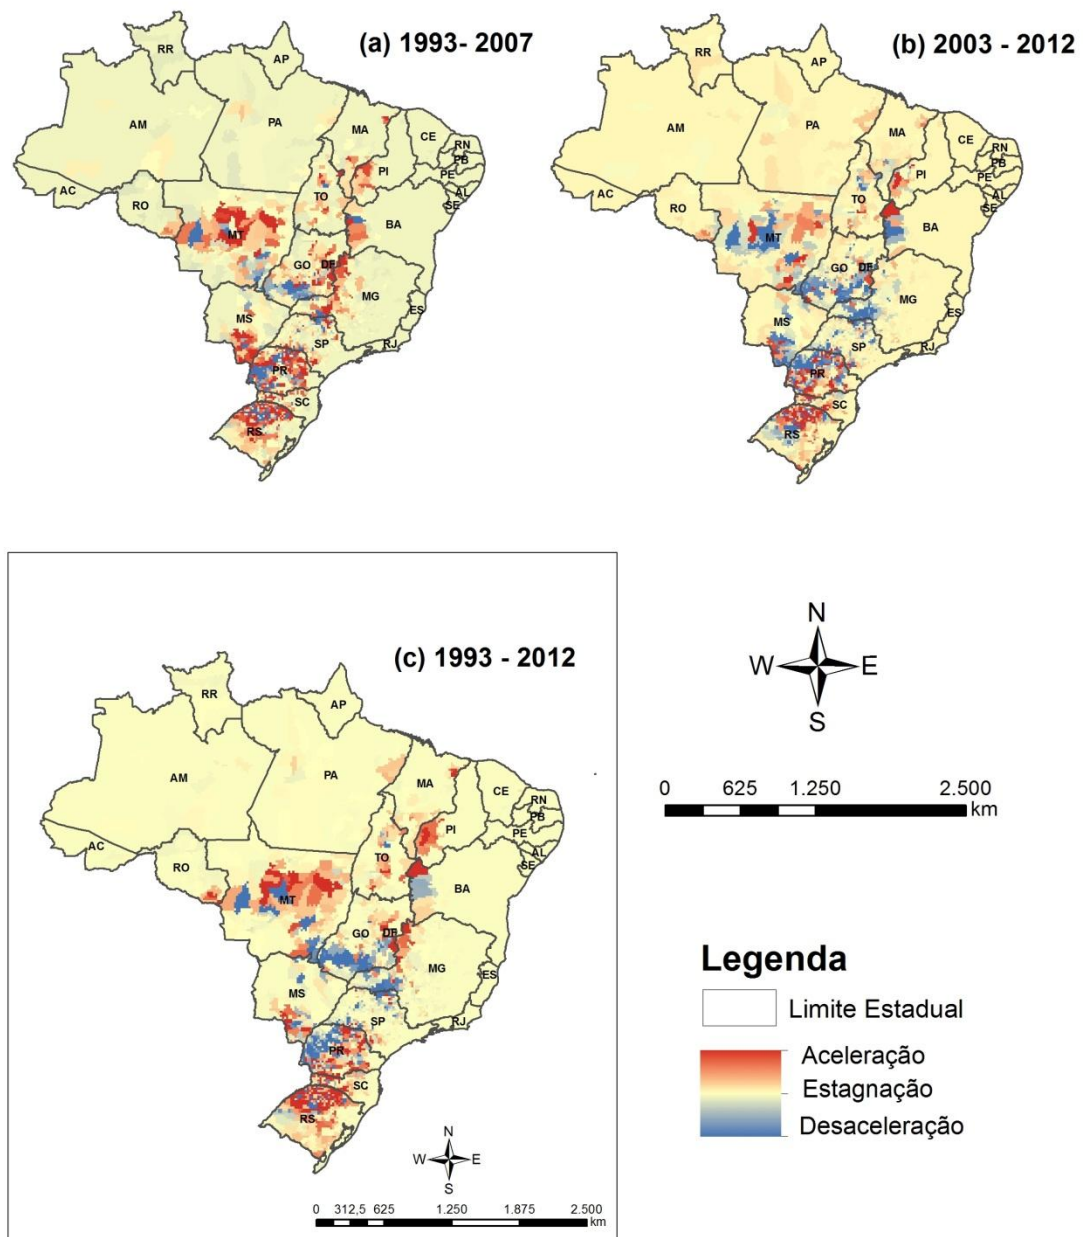 (a) 1993- 2007
RR
AP
AM
PA
MA
CE
RN
PB
PE
AL
SE
PI
AC
RO
TO
BA
MT
GO
DF
MG
ES
MS
SP
RJ
PR
SC
RS
(b) 2003 - 2012
RR
AP
AM
PA
MA
CE
RN
PB
PE
AL
SE
PI
AC
RO
TO
BA
MT
GO
DF
MG
ES
MS
SP
RJ
PR
SC
RS
(c) 1993 - 2012
RR
AP
AM
PA
MA
CE
RN
PB
PE
AL
SE
PI
AC
RO
TO
BA
MT
GO
DF
MG
ES
MS
SP
RJ
PR
SC
RS
N
W E
S
0 312,5 625 1.250 1.875 2.500
km
N
W E
S
0 625 1.250 2.500
km
Legenda
Limite Estadual
Aceleração
Estagnação
Desaceleração